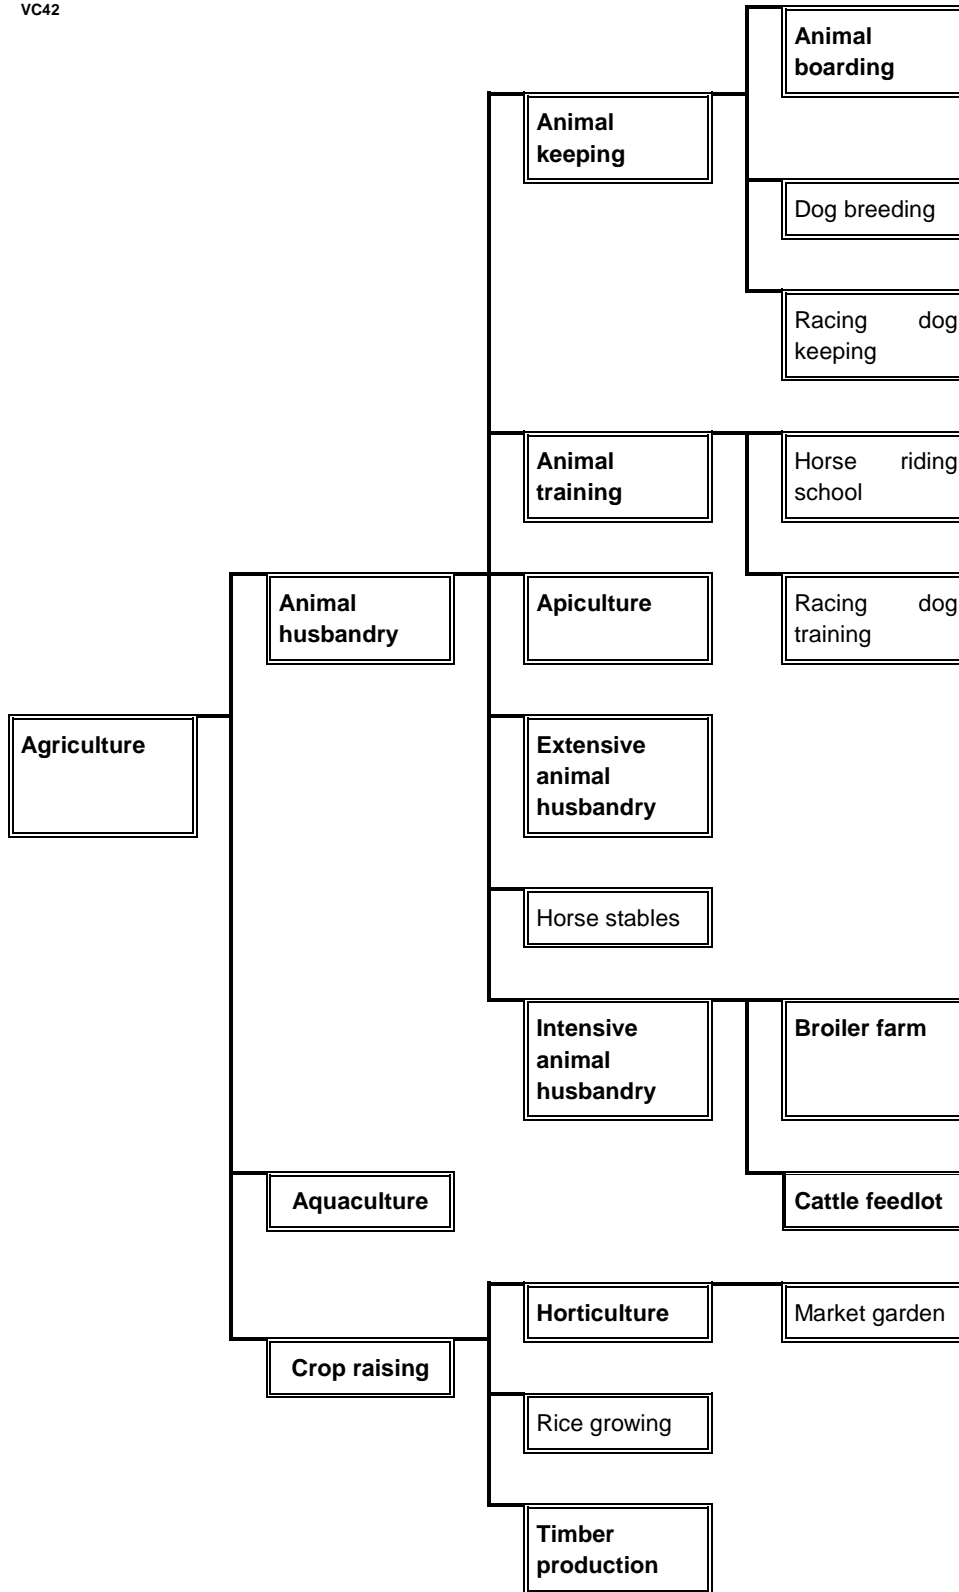 VC42
Animal
boarding
Animal
keeping
Dog breeding
Racing dog
keeping
Animal
training
Horse riding
school
Animal
husbandry
Apiculture
Racing dog
training
Agriculture
Extensive
animal
husbandry
Horse stables
Intensive
animal
husbandry
Broiler farm
Aquaculture
Cattle feedlot
Horticulture
Market garden
Crop raising
Rice growing
Timber
production